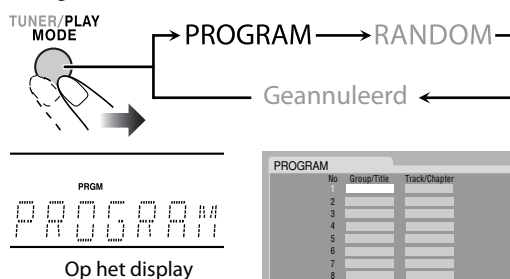 TUNER/PLAY
MODE
PROGRAM
RANDOM
Geannuleerd
PRGM
PROGRAM
Op het display
PROGRAM
No Group/Title Track/Chapter
1
2
3
4
5
6
7
8